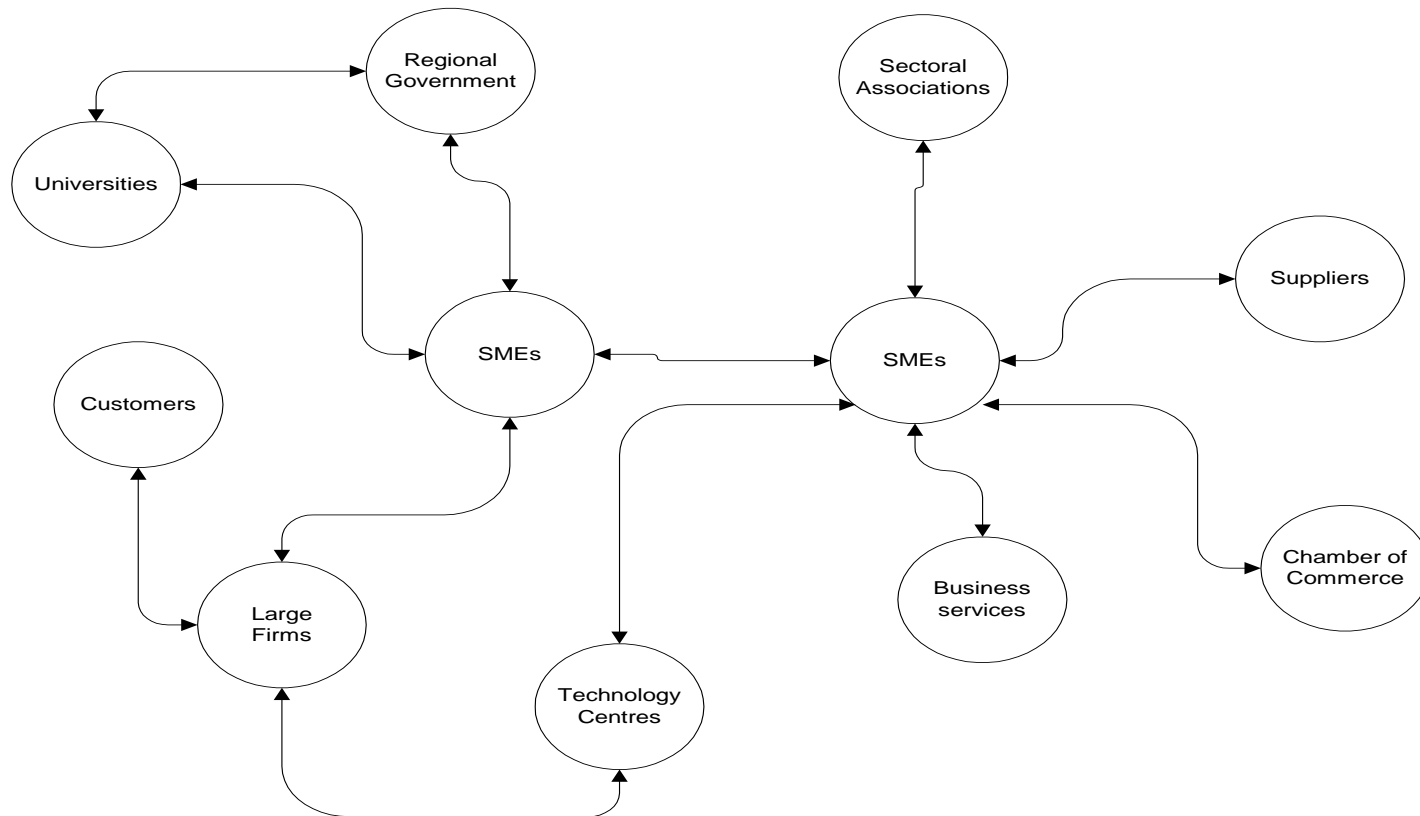 Regional
Government
Sectoral
Associations
Universities
Suppliers
SMEs
SMEs
Customers
Chamber of
Commerce
Business
services
Large
Firms
Technology
Centres